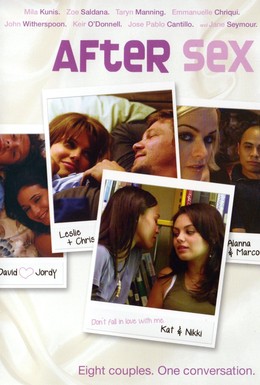 Mila Kunis. Zoe Saldana. Taryn Manning. Emmanuelle Chriqui.
John Witherspoon. Keir O'Donnell. Jose Pablo Cantillo. AND Jane Seymour.
AFTER SEX
Leslie
+ Chris
David ♡ Jordy
Alanna
& Marco
Don't fall in love with me...
Kat & Nikki
Eight couples. One conversation.